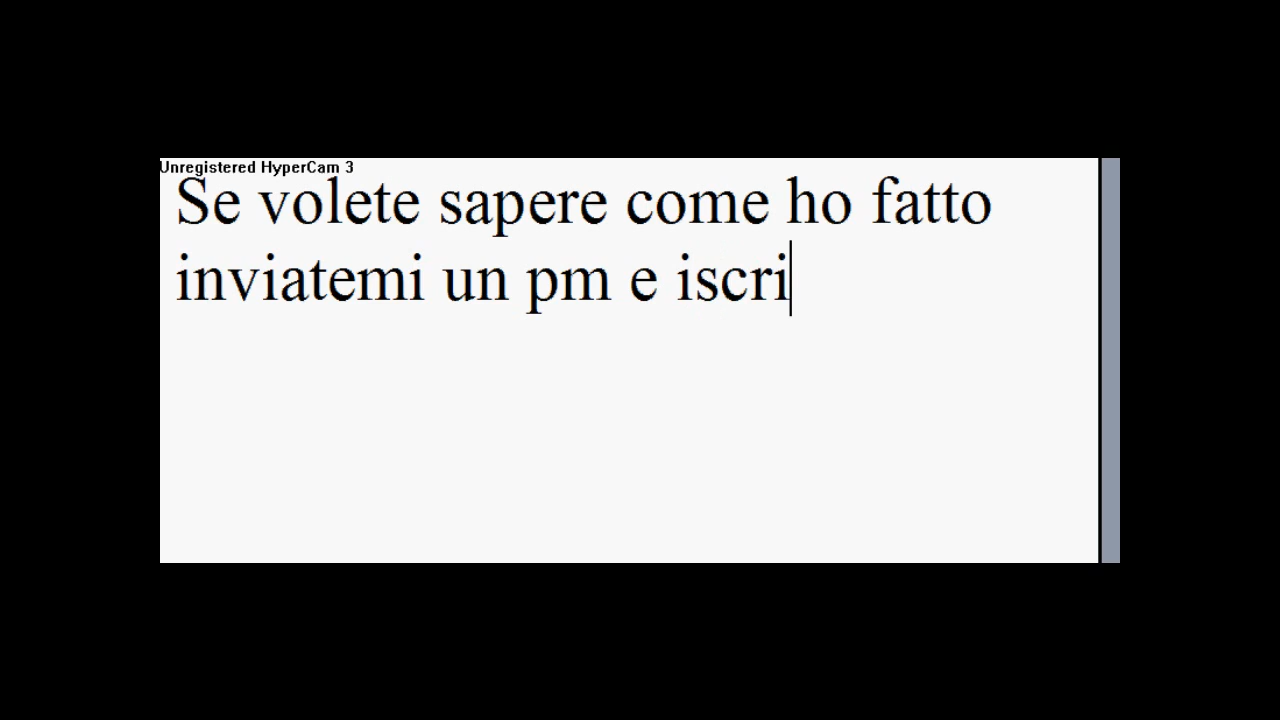 Unregistered HyperCam 3
Se volete sapere come ho fatto
inviatemi un pm e iscri